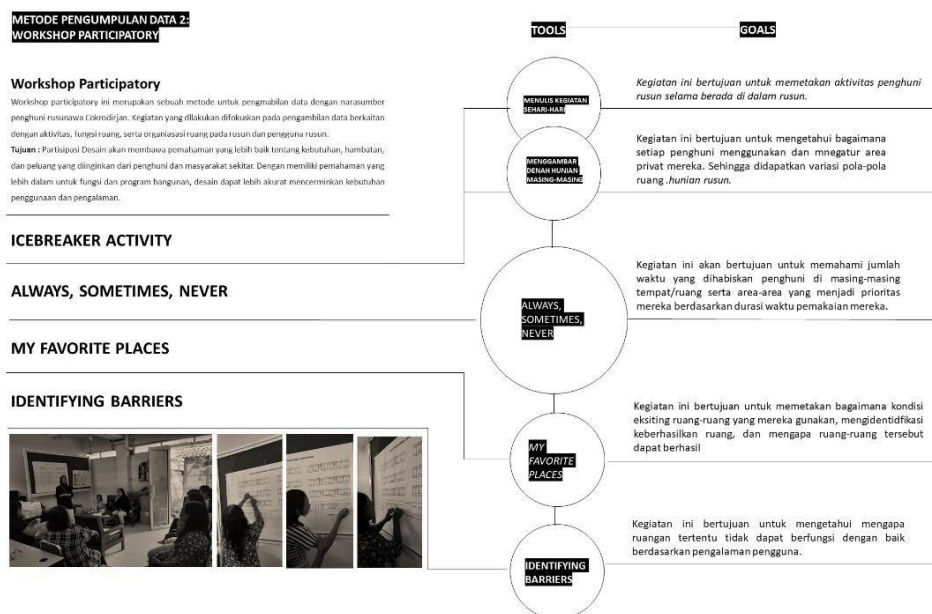 METODE PENGUMPULAN DATA 2:
WORKSHOP PARTICIPATORY
Workshop Participatory
Workshop participatory ini merupakan sebuah metode untuk pengmabilan data dengan narasumber
penghuni rusunawa Cokrodirjan. Kegiatan yang dilakukan difokuskan pada pengambilan data berkaitan
dengan aktivitas, fungsi ruang, serta organiasasi ruang pada rusun dan pengguna rusun.
Tujuan : Partisipasi Desain akan membawa pemahaman yang lebih baik tentang kebutuhan, hambatan,
dan peluang yang diinginkan dari penghuni dan masyarakat sekitar. Dengan memiliki pemahaman yang
lebih dalam untuk fungsi dan program bangunan, desain dapat lebih akurat mencerminkan kebutuhan
penggunaan dan pengalaman.
ICEBREAKER ACTIVITY
ALWAYS, SOMETIMES, NEVER
MY FAVORITE PLACES
IDENTIFYING BARRIERS
TOOLS
GOALS
MENULIS KEGIATAN
SEHARI-HARI
Kegiatan ini bertujuan untuk memetakan aktivitas penghuni
rusun selama berada di dalam rusun.
MENGGAMBAR
DENAH HUNIAN
MASING-MASING
Kegiatan ini bertujuan untuk mengetahui bagaimana
setiap penghuni menggunakan dan mnegatur area
privat mereka. Sehingga didapatkan variasi pola-pola
ruang .hunian rusun.
ALWAYS,
SOMETIMES,
NEVER
Kegiatan ini akan bertujuan untuk memahami jumlah
waktu yang dihabiskan penghuni di masing-masing
tempat/ruang serta area-area yang menjadi prioritas
mereka berdasarkan durasi waktu pemakaian mereka.
MY
FAVORITE
PLACES
Kegiatan ini bertujuan untuk memetakan bagaimana kondisi
eksiting ruang-ruang yang mereka gunakan, mengidentidfikasi
keberhasilkan ruang, dan mengapa ruang-ruang tersebut
dapat berhasil
IDENTIFYING
BARRIERS
Kegiatan ini bertujuan untuk mengetahui mengapa
ruangan tertentu tidak dapat berfungsi dengan baik
berdasarkan pengalaman pengguna.